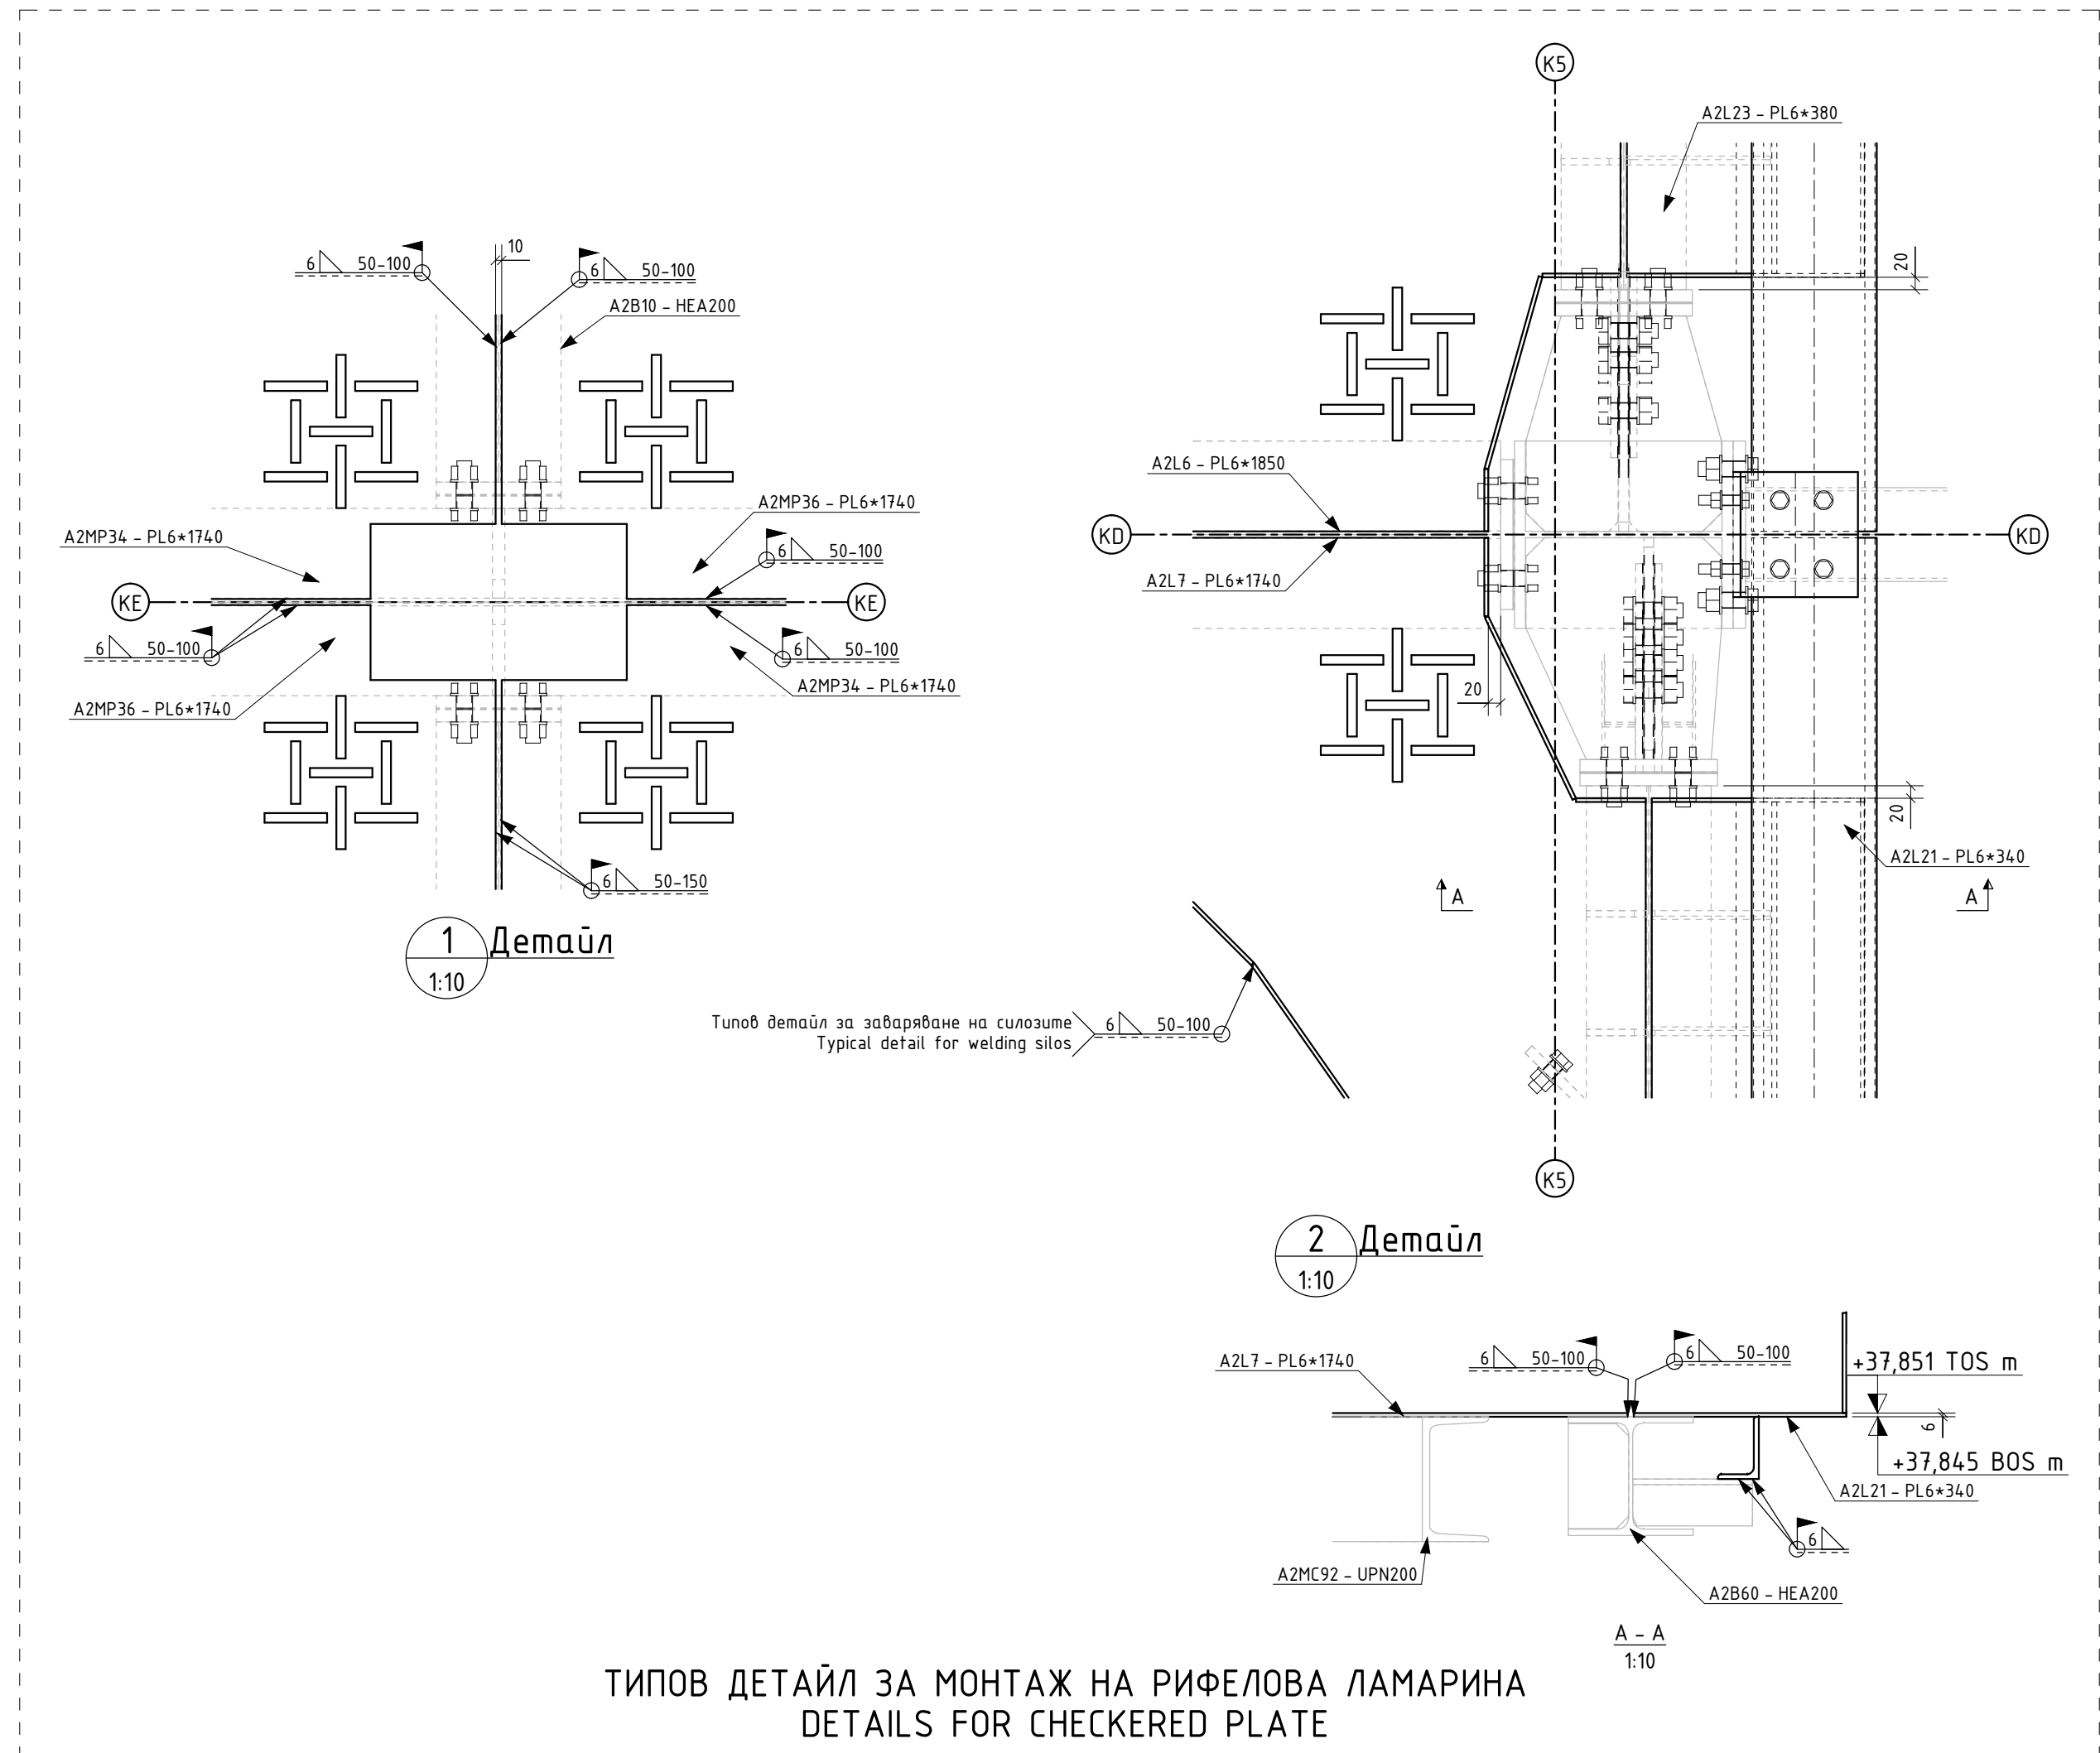 K5
A2L23 - PL6*380
10
6 50-100
6 50-100
A2B10 - HEA200
20
A2L6 - PL6*1850
A2MP36 - PL6*1740
A2MP34 - PL6*1740
6 50-100
KD
KD
A2L7 - PL6*1740
KE
KE
6 50-100
6 50-100
A2MP34 - PL6*1740
A2MP36 - PL6*1740
20
20
A2L21 - PL6*340
6 50-150
A
A
1 Детайл
1:10
Типов детайл за заваряване на силозите
Typical detail for welding silos
6 50-100
K5
2 Детайл
1:10
A2L7 - PL6*1740
6 50-100
6 50-100
+37,851 TOS m
6
+37,845 BOS m
A2L21 - PL6*340
6
A2MC92 - UPN200
A2B60 - HEA200
A - A
1:10
ТИПОВ ДЕТАЙЛ ЗА МОНТАЖ НА РИФЕЛОВА ЛАМАРИНА
DETAILS FOR CHECKERED PLATE